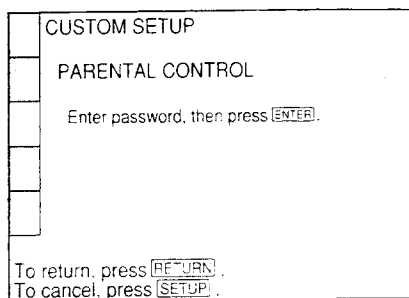 CUSTOM SETUP
PARENTAL CONTROL
Enter password, then press ENTER.
To return, press RETURN.
To cancel, press SETUP.